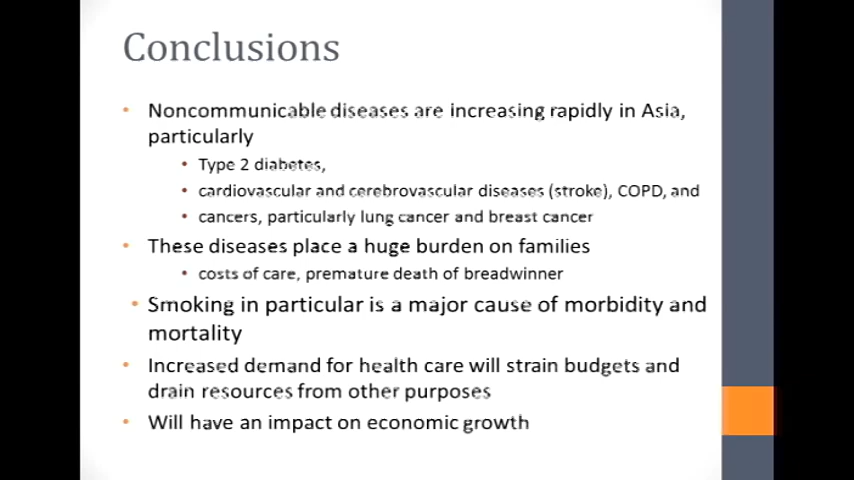 Conclusions
• Noncommunicable diseases are increasing rapidly in Asia,
particularly
• Type 2 diabetes,
• cardiovascular and cerebrovascular diseases (stroke), COPD, and
• cancers, particularly lung cancer and breast cancer
• These diseases place a huge burden on families
• costs of care, premature death of breadwinner
• Smoking in particular is a major cause of morbidity and
mortality
• Increased demand for health care will strain budgets and
drain resources from other purposes
• Will have an impact on economic growth